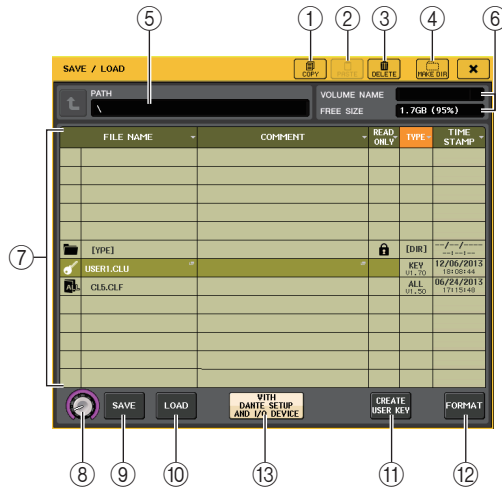 ⑤ ① ② ③ ④ ⑥
SAVE / LOAD COPY PASTE DELETE MAKE DIR ×
PATH
\
VOLUME NAME
FREE SIZE 1.7GB (95%)
FILE NAME COMMENT READ ONLY TYPE TIME STAMP
[YPE] [DIR] --/--/---- --:--:--
USER1.CLU KEY V1.70 12/06/2013 18:08:44
ALL CL5.CLF ALL V1.50 06/24/2013 17:15:48
⑦
SAVE LOAD WITH DANTE SETUP AND I/O DEVICE CREATE USER KEY FORMAT
⑧ ⑨ ⑩ ⑬ ⑪ ⑫